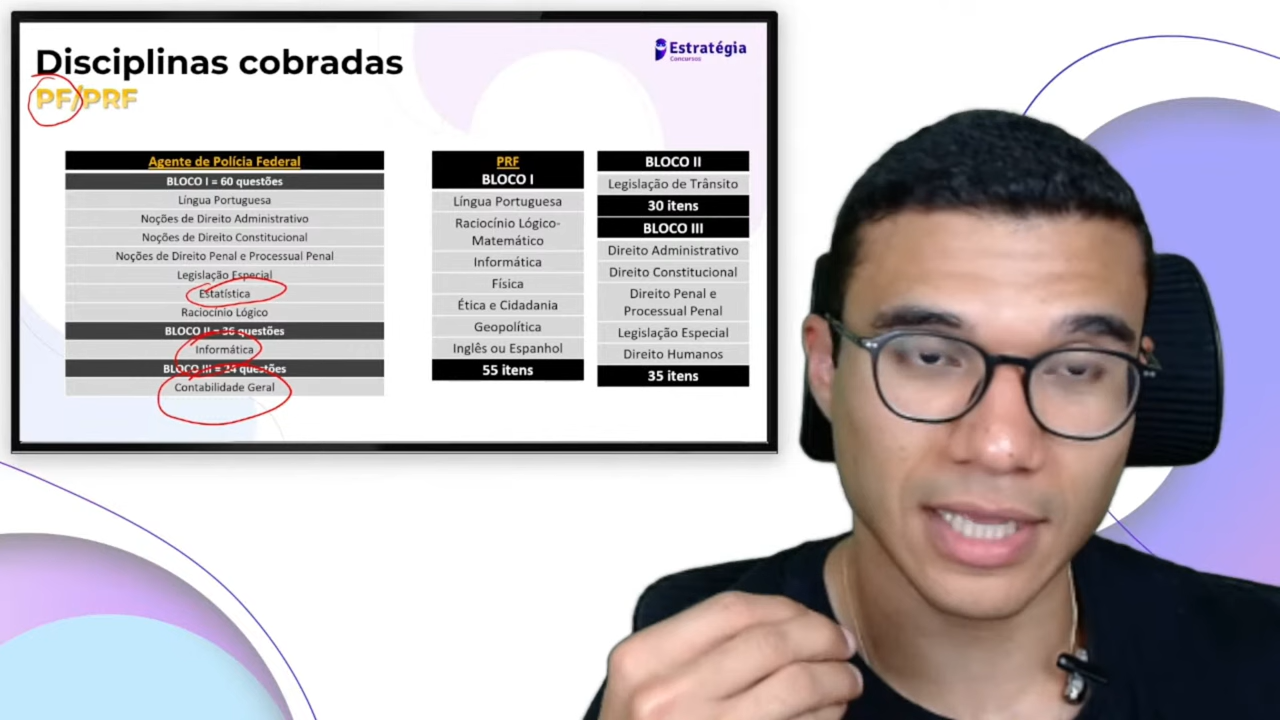 Disciplinas cobradas
PF/PRF
Estratégia
Concursos
Agente de Polícia Federal
BLOCO I = 60 questões
Língua Portuguesa
Noções de Direito Administrativo
Noções de Direito Constitucional
Noções de Direito Penal e Processual Penal
Legislação Especial
Estatística
Raciocínio Lógico
BLOCO II = 36 questões
Informática
BLOCO III = 24 questões
Contabilidade Geral
PRF
BLOCO I
Língua Portuguesa
Raciocínio Lógico-
Matemático
Informática
Física
Ética e Cidadania
Geopolítica
Inglês ou Espanhol
55 itens
BLOCO II
Legislação de Trânsito
30 itens
BLOCO III
Direito Administrativo
Direito Constitucional
Direito Penal e
Processual Penal
Legislação Especial
Direito Humanos
35 itens